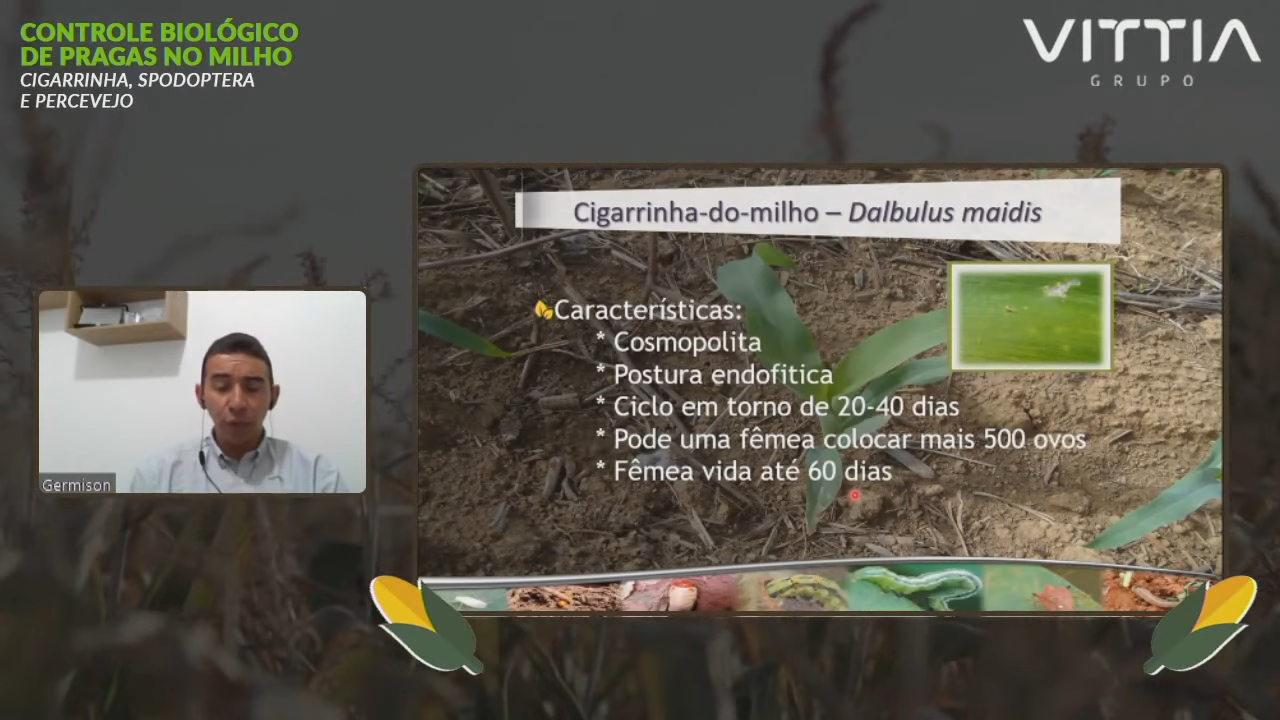 CONTROLE BIOLÓGICO
DE PRAGAS NO MILHO
CIGARRINHA, SPODOPTERA
E PERCEVEJO
VITTIA
GRUPO
Cigarrinha-do-milho – Dalbulus maidis
Características:
* Cosmopolita
* Postura endofitica
* Ciclo em torno de 20-40 dias
* Pode uma fêmea colocar mais 500 ovos
* Fêmea vida até 60 dias
Germison